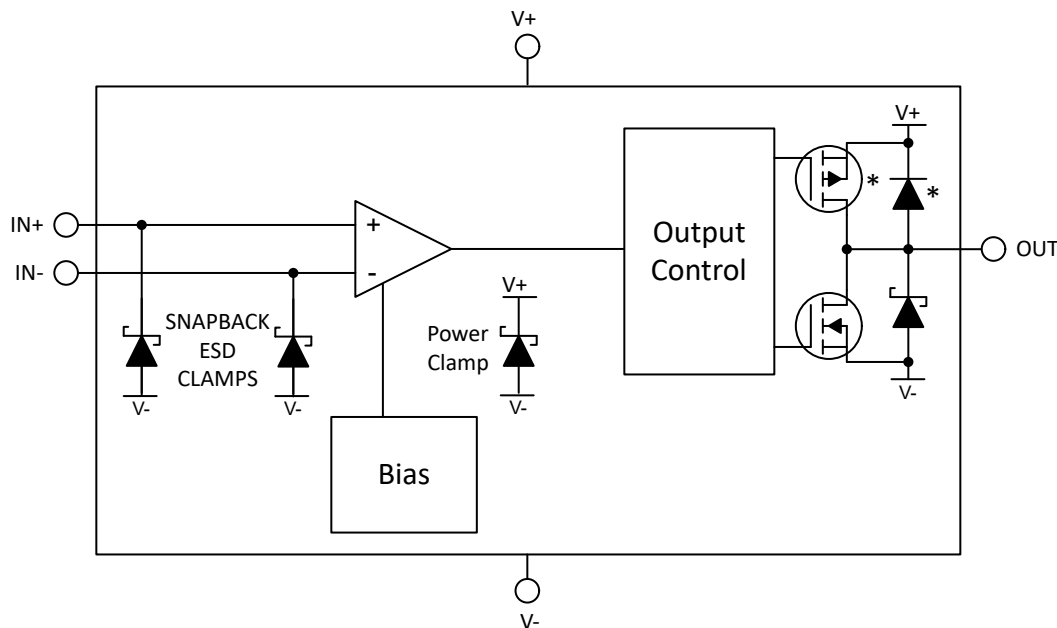 V+
V+
*
*
IN+
+
Output
Control
OUT
IN-
-
V+
SNAPBACK
ESD
CLAMPS
Power
Clamp
V-
V-
V-
V-
Bias
V-